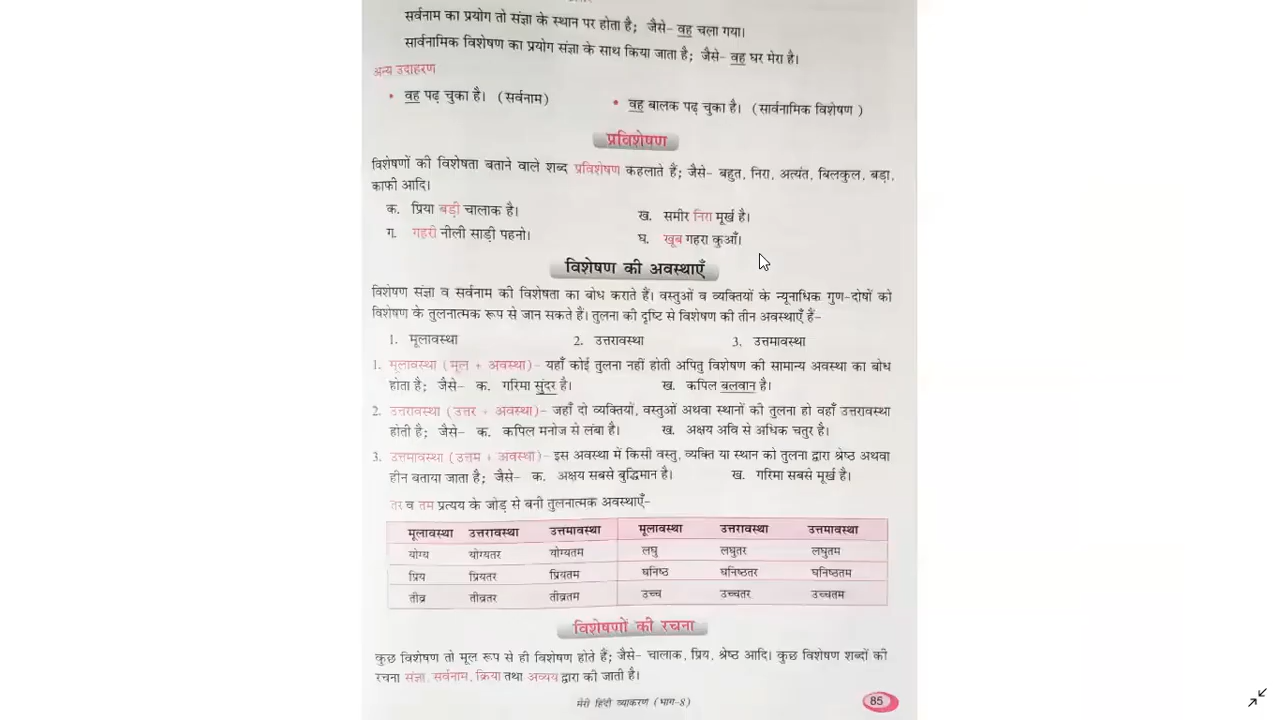 सर्वनाम का प्रयोग तो संज्ञा के स्थान पर होता है; जैसे- वह चला गया।
सार्वनामिक विशेषण का प्रयोग संज्ञा के साथ किया जाता है; जैसे- वह घर मेरा है।
अन्य उदाहरण
• वह पढ़ चुका है। (सर्वनाम) • वह बालक पढ़ चुका है। (सार्वनामिक विशेषण )
प्रविशेषण
विशेषणों की विशेषता बताने वाले शब्द प्रविशेषण कहलाते हैं; जैसे- बहुत, निरा, अत्यंत, बिलकुल, बड़ा,
काफी आदि।
क. प्रिया बड़ी चालाक है। ख. समीर निरा मूर्ख है।
ग. गहरी नीली साड़ी पहनो। घ. खूब गहरा कुआँ।
विशेषण की अवस्थाएँ
विशेषण संज्ञा व सर्वनाम की विशेषता का बोध कराते हैं। वस्तुओं व व्यक्तियों के न्यूनाधिक गुण-दोषों को
विशेषण के तुलनात्मक रूप से जान सकते हैं। तुलना की दृष्टि से विशेषण की तीन अवस्थाएँ हैं-
1. मूलावस्था 2. उत्तरावस्था 3. उत्तमावस्था
1. मूलावस्था (मूल + अवस्था)- यहाँ कोई तुलना नहीं होती अपितु विशेषण की सामान्य अवस्था का बोध
होता है; जैसे- क. गरिमा सुंदर है। ख. कपिल बलवान है।
2. उत्तरावस्था (उत्तर + अवस्था)- जहाँ दो व्यक्तियों, वस्तुओं अथवा स्थानों की तुलना हो वहाँ उत्तरावस्था
होती है; जैसे- क. कपिल मनोज से लंबा है। ख. अक्षय अवि से अधिक चतुर है।
3. उत्तमावस्था (उत्तम + अवस्था)- इस अवस्था में किसी वस्तु, व्यक्ति या स्थान को तुलना द्वारा श्रेष्ठ अथवा
हीन बताया जाता है; जैसे- क. अक्षय सबसे बुद्धिमान है। ख. गरिमा सबसे मूर्ख है।
तर व तम प्रत्यय के जोड़ से बनी तुलनात्मक अवस्थाएँ-
मूलावस्था उत्तरावस्था उत्तमावस्था मूलावस्था उत्तरावस्था उत्तमावस्था
योग्य योग्यतर योग्यतम लघु लघुतर लघुतम
प्रिय प्रियतर प्रियतम घनिष्ठ घनिष्ठतर घनिष्ठतम
तीव्र तीव्रतर तीव्रतम उच्च उच्चतर उच्चतम
विशेषणों की रचना
कुछ विशेषण तो मूल रूप से ही विशेषण होते हैं; जैसे- चालाक, प्रिय, श्रेष्ठ आदि। कुछ विशेषण शब्दों की
रचना संज्ञा, सर्वनाम, क्रिया तथा अव्यय द्वारा की जाती है।
मेरी हिंदी व्याकरण (भाग-8) 85